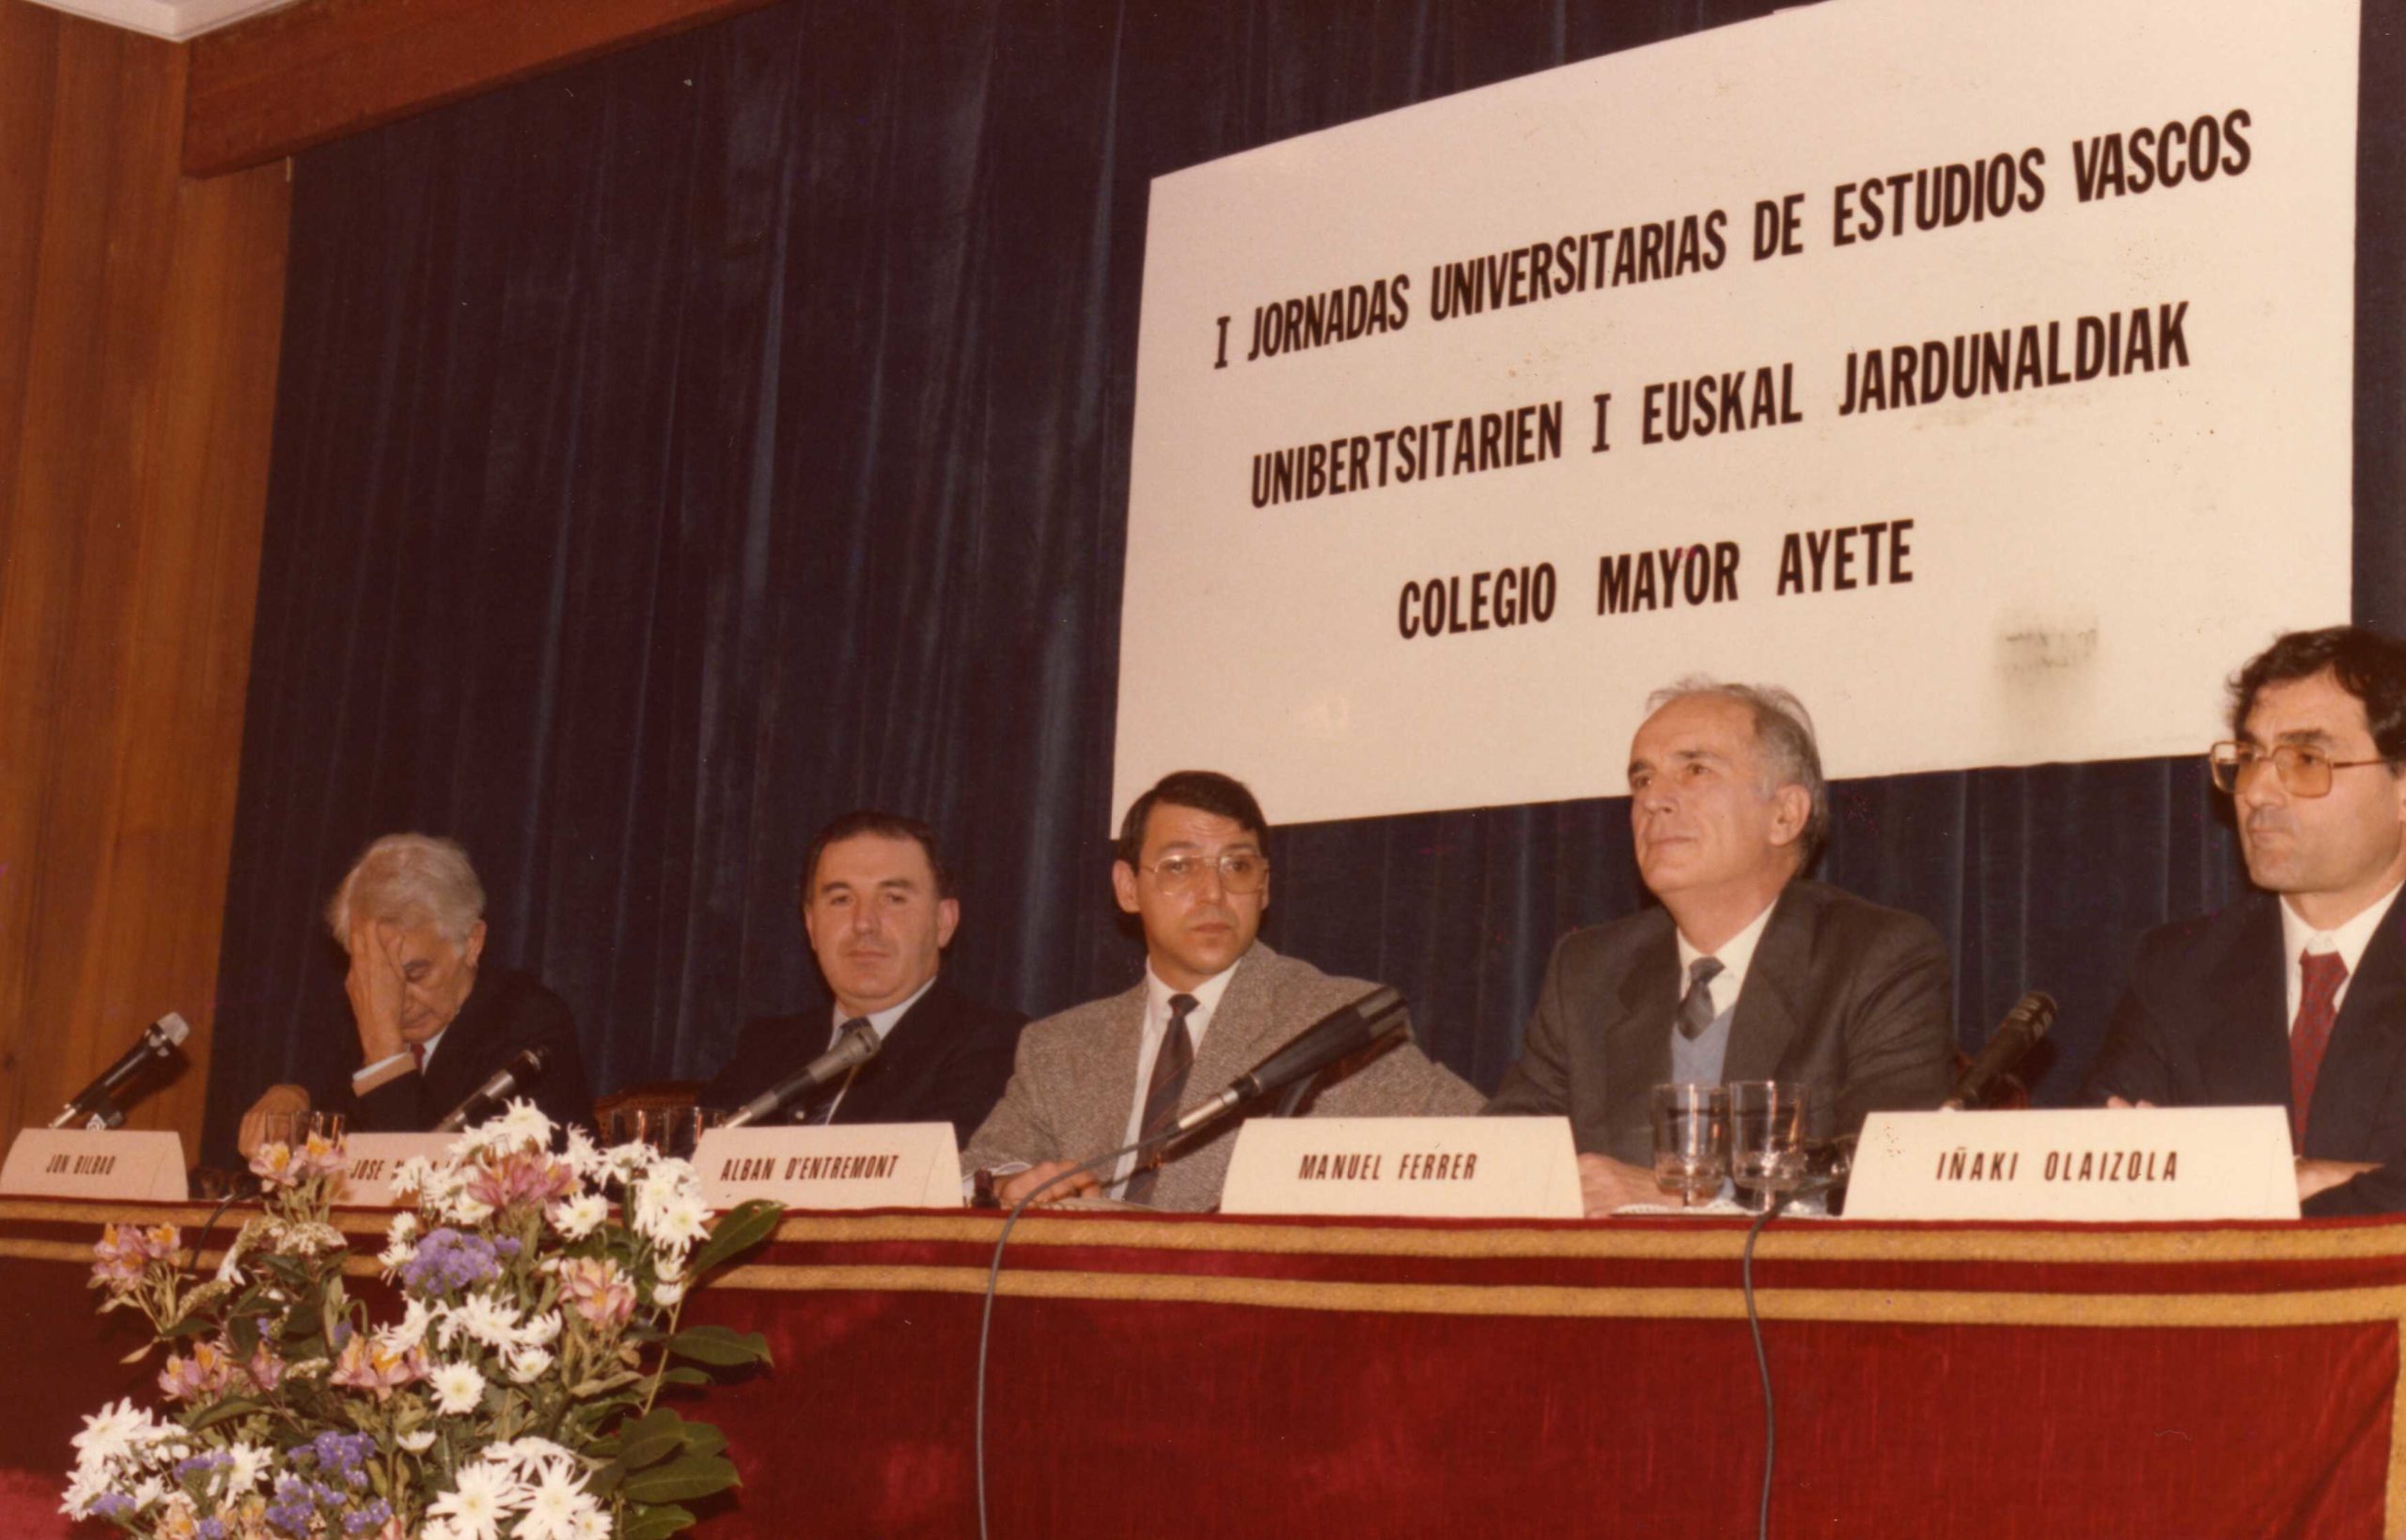 I JORNADAS UNIVERSITARIAS DE ESTUDIOS VASCOS
UNIBERTSITARIEN I EUSKAL JARDUNALDIAK
COLEGIO MAYOR AYETE
JON BILBAO
JOSE
ALBAN D'ENTREMONT
MANUEL FERRER
IÑAKI OLAIZOLA